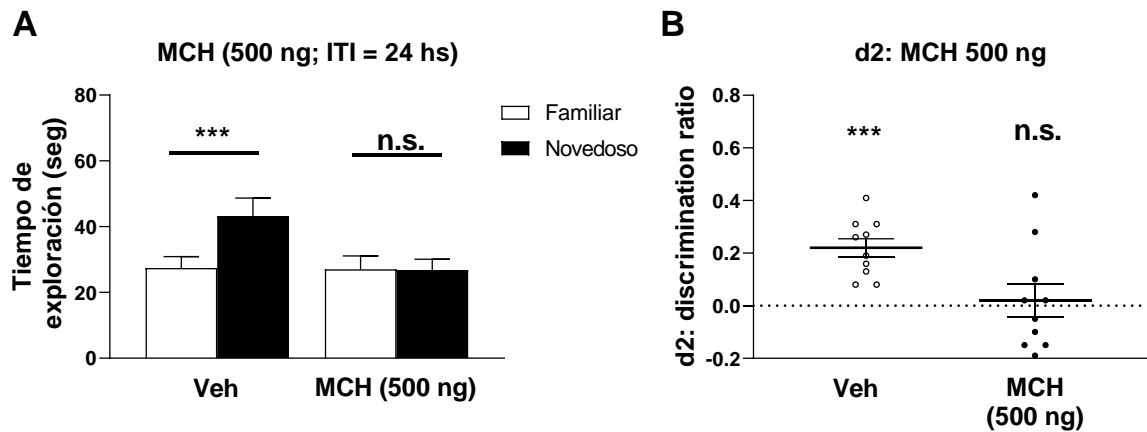 A
MCH (500 ng; ITI = 24 hs)
Tiempo de
exploración (seg)
80
60
40
20
0
***
n.s.
Familiar
Novedoso
Veh
MCH (500 ng)
B
d2: MCH 500 ng
d2: discrimination ratio
0.8
0.6
0.4
0.2
0.0
-0.2
***
n.s.
Veh
MCH
(500 ng)